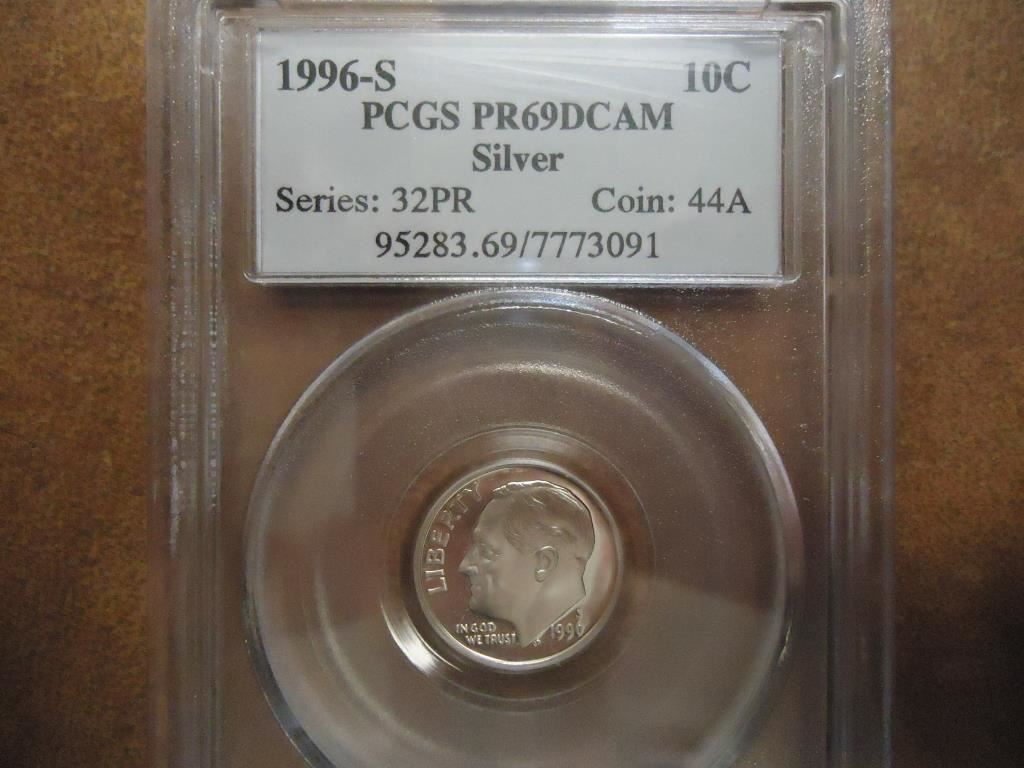 1996-S 10C
PCGS PR69DCAM
Silver
Series: 32PR Coin: 44A
95283.69/7773091
LIBERTY
IN GOD
WE TRUST
S
1996